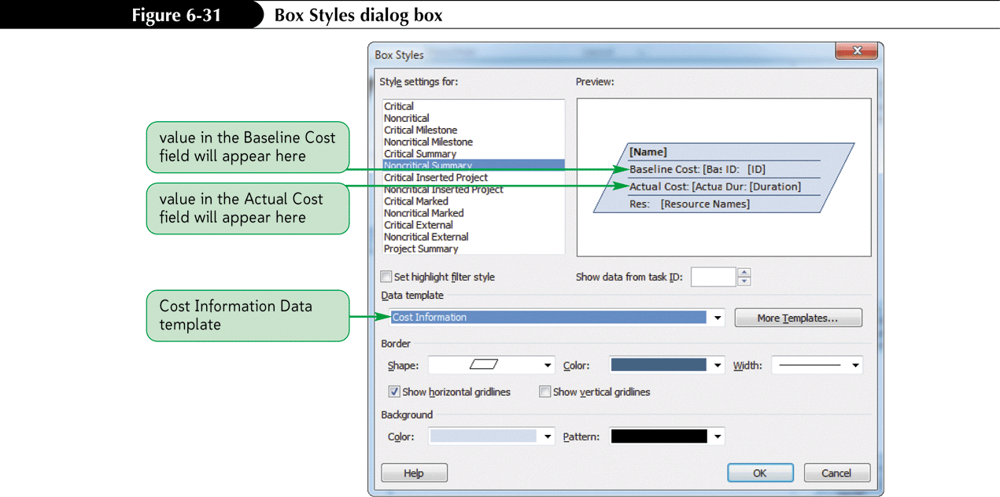 Figure 6-31 Box Styles dialog box
Box Styles
Style settings for:
Preview:
Critical
Noncritical
Critical Milestone
Noncritical Milestone
Critical Summary
Noncritical Summary
Critical Inserted Project
Noncritical Inserted Project
Critical Marked
Noncritical Marked
Critical External
Noncritical External
Project Summary
[Name]
Baseline Cost: [Bas ID: [ID]
Actual Cost: [Actua Dur: [Duration]
Res: [Resource Names]
value in the Baseline Cost
field will appear here
value in the Actual Cost
field will appear here
Set highlight filter style
Show data from task ID:
Data template
Cost Information Data
template
Cost Information
More Templates...
Border
Shape:
Color:
Width:
Show horizontal gridlines
Show vertical gridlines
Background
Color:
Pattern:
Help
OK
Cancel